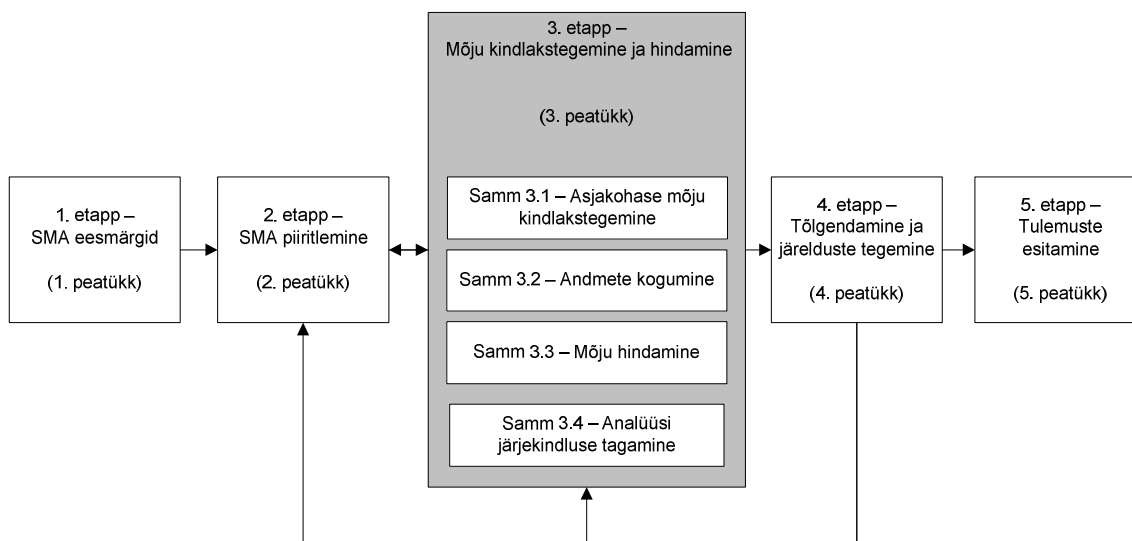 1. etapp –
SMA eesmärgid
(1. peatükk)
2. etapp –
SMA piiritlemine
(2. peatükk)
3. etapp –
Mõju kindlakstegemine ja hindamine
(3. peatükk)
Samm 3.1 – Asjakohase mõju
kindlakstegemine
Samm 3.2 – Andmete kogumine
Samm 3.3 – Mõju hindamine
Samm 3.4 – Analüüsi
järjekindluse tagamine
4. etapp –
Tõlgendamine ja
järelduste tegemine
(4. peatükk)
5. etapp –
Tulemuste
esitamine
(5. peatükk)